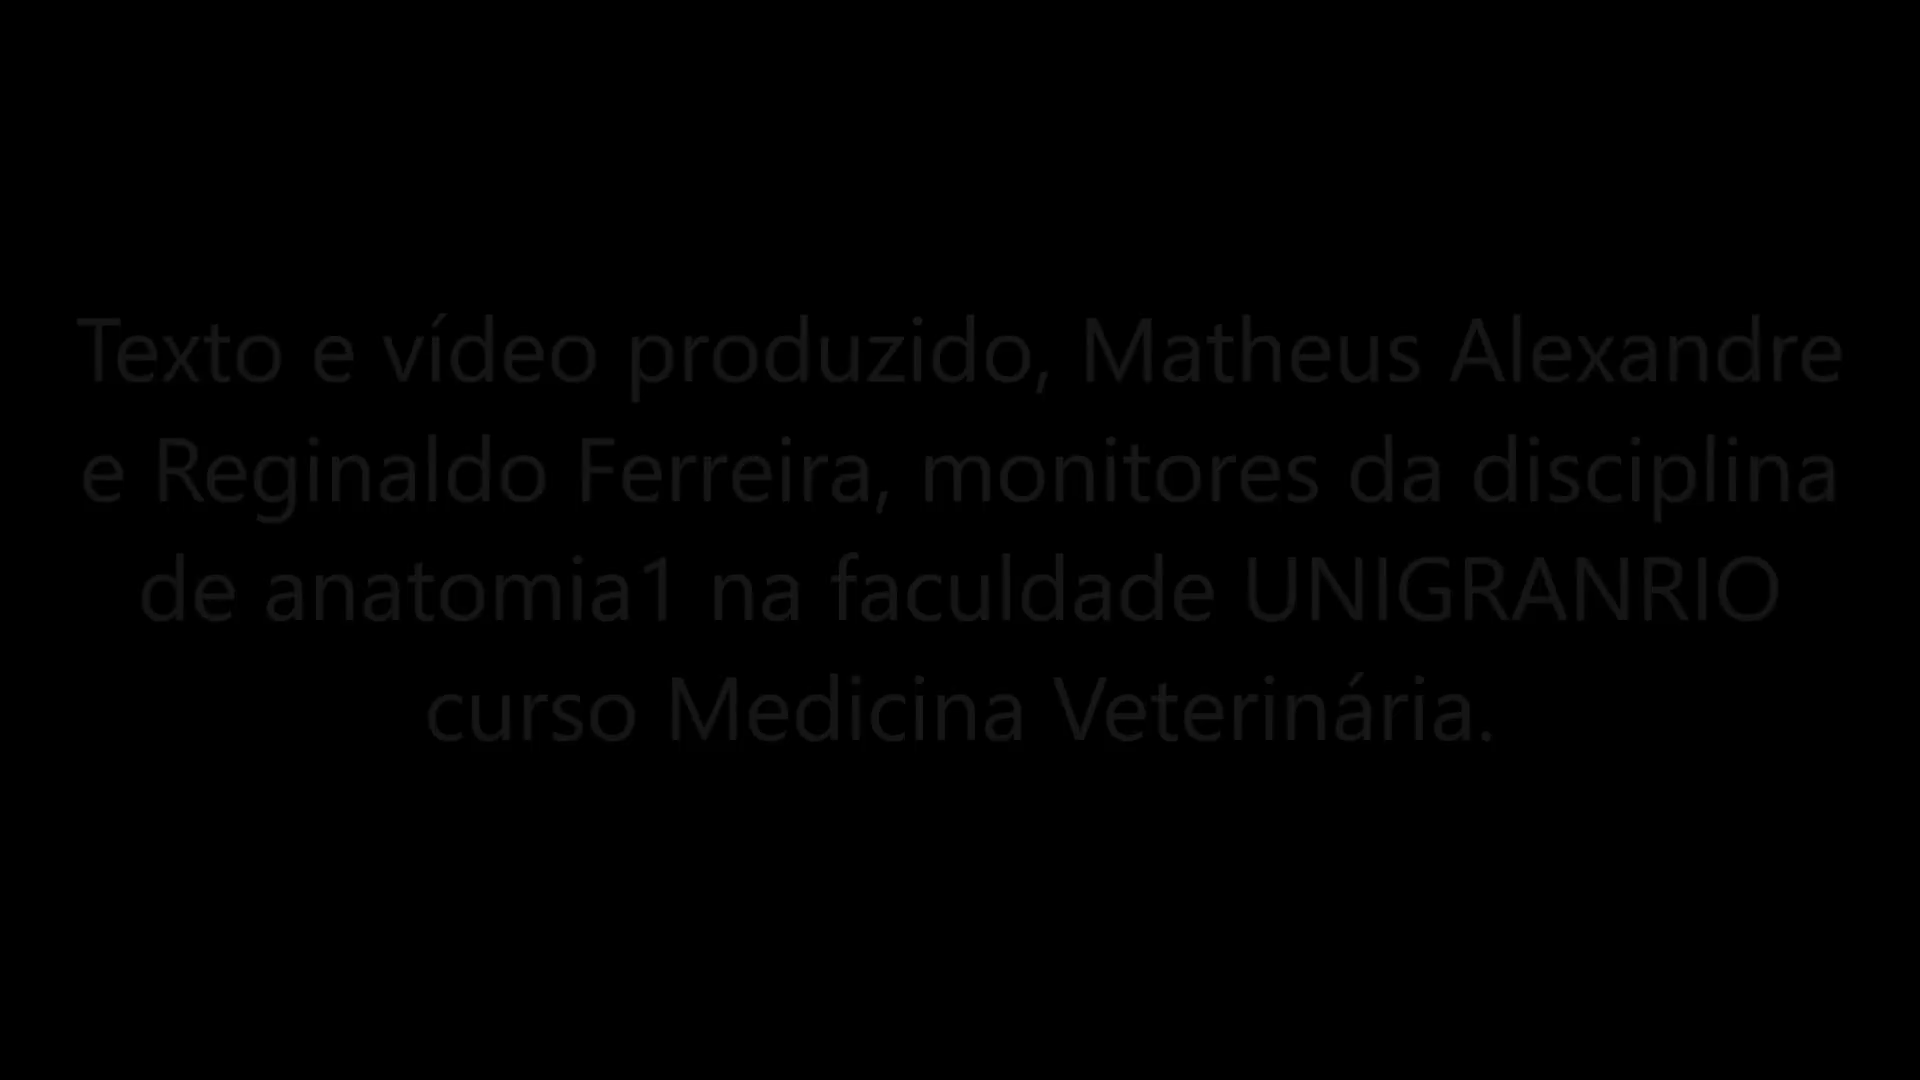 Texto e vídeo produzido, Matheus Alexandre
e Reginaldo Ferreira, monitores da disciplina
de anatomia1 na faculdade UNIGRANRIO
curso Medicina Veterinária.